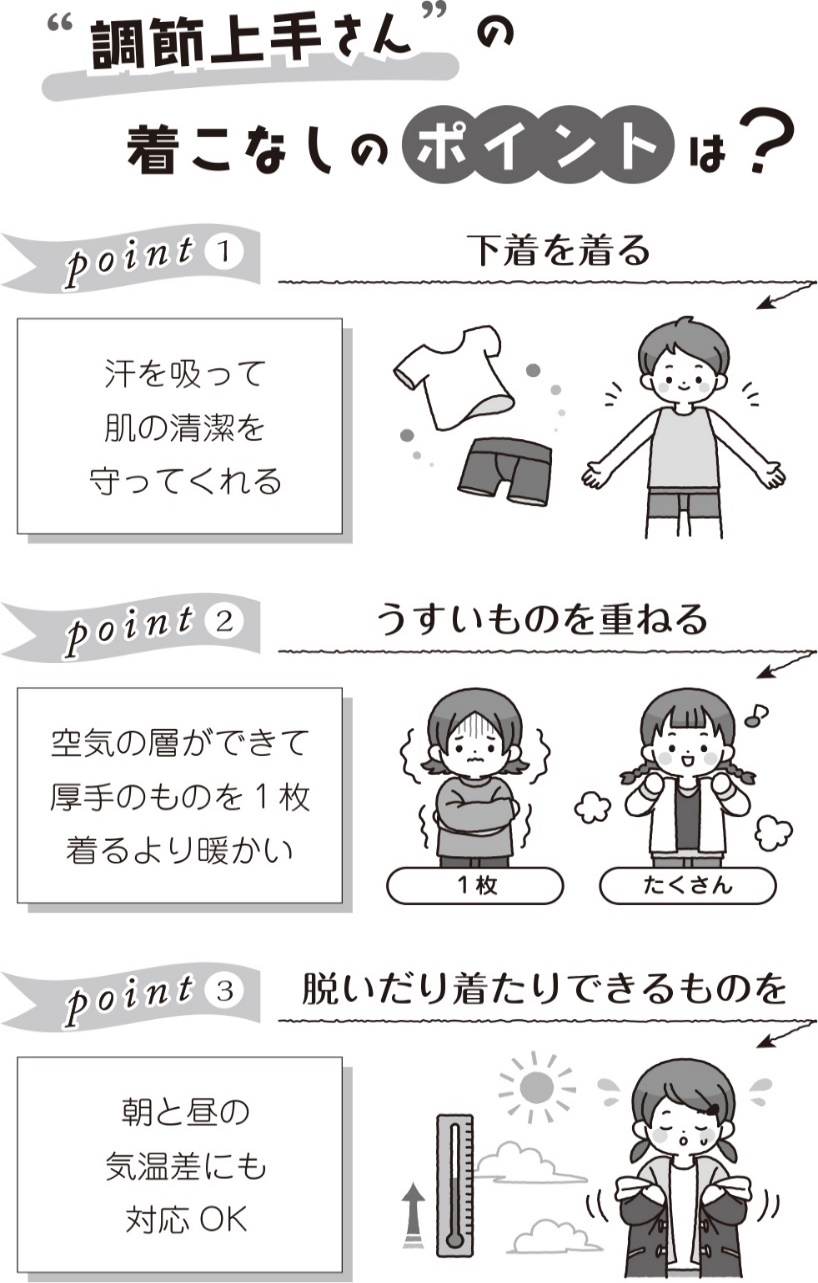 “調節上手さん”の
着こなしのポイントは?
point 1
下着を着る
汗を吸って
肌の清潔を
守ってくれる
point 2
うすいものを重ねる
空気の層ができて
厚手のものを1枚
着るより暖かい
1枚
たくさん
point 3
脱いだり着たりできるものを
朝と昼の
気温差にも
対応OK